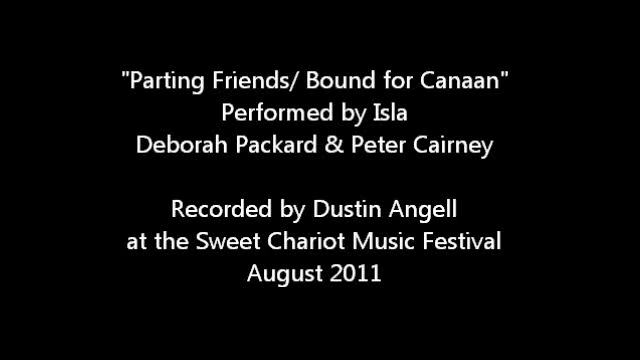 "Parting Friends/ Bound for Canaan"
Performed by Isla
Deborah Packard & Peter Cairney
Recorded by Dustin Angell
at the Sweet Chariot Music Festival
August 2011